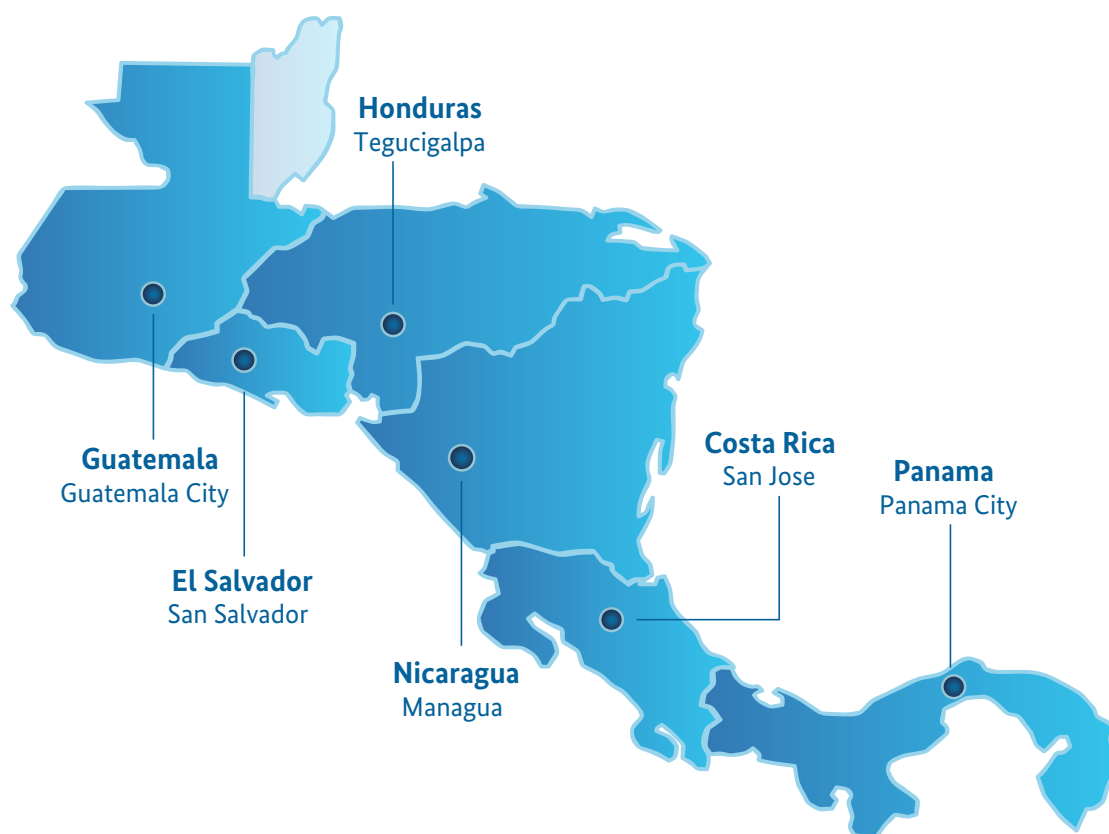 Honduras
Tegucigalpa
Guatemala
Guatemala City
El Salvador
San Salvador
Nicaragua
Managua
Costa Rica
San Jose
Panama
Panama City